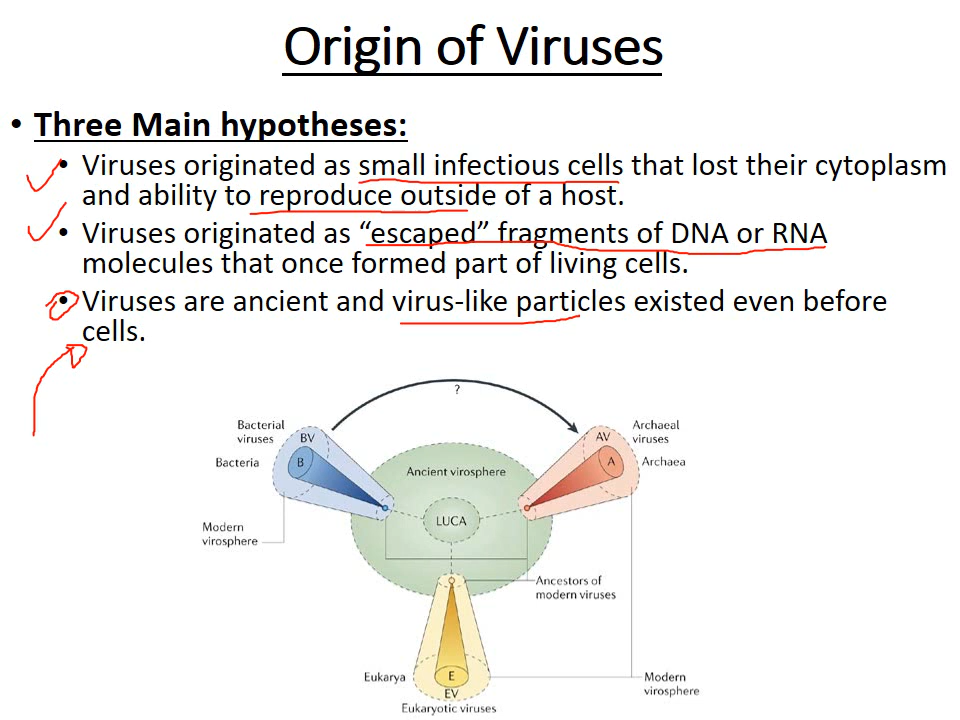 Origin of Viruses
• Three Main hypotheses:
• Viruses originated as small infectious cells that lost their cytoplasm
and ability to reproduce outside of a host.
• Viruses originated as “escaped” fragments of DNA or RNA
molecules that once formed part of living cells.
• Viruses are ancient and virus-like particles existed even before
cells.
?
Bacterial
viruses
BV
AV
Archaeal
viruses
Bacteria
B
A
Archaea
Ancient virosphere
LUCA
Modern
virosphere
Ancestors of
modern viruses
Eukarya
E
EV
Eukaryotic viruses
Modern
virosphere